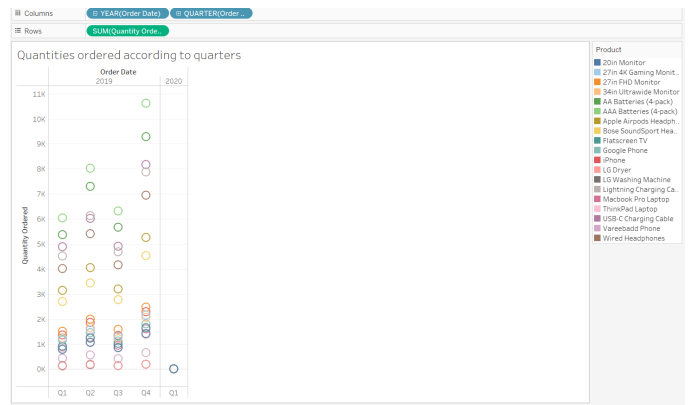 Columns
YEAR(Order Date)
QUARTER(Order ..
Rows
SUM(Quantity Orde..
Quantities ordered according to quarters
Order Date
2019
2020
11K
10K
9K
8K
7K
6K
5K
4K
3K
2K
1K
0K
Quantity Ordered
Q1
Q2
Q3
Q4
Q1
Product
20in Monitor
27in 4K Gaming Monit..
27in FHD Monitor
34in Ultrawide Monitor
AA Batteries (4-pack)
AAA Batteries (4-pack)
Apple Airpods Headph..
Bose SoundSport Hea..
Flatscreen TV
Google Phone
iPhone
LG Dryer
LG Washing Machine
Lightning Charging Ca..
Macbook Pro Laptop
ThinkPad Laptop
USB-C Charging Cable
Vareebadd Phone
Wired Headphones